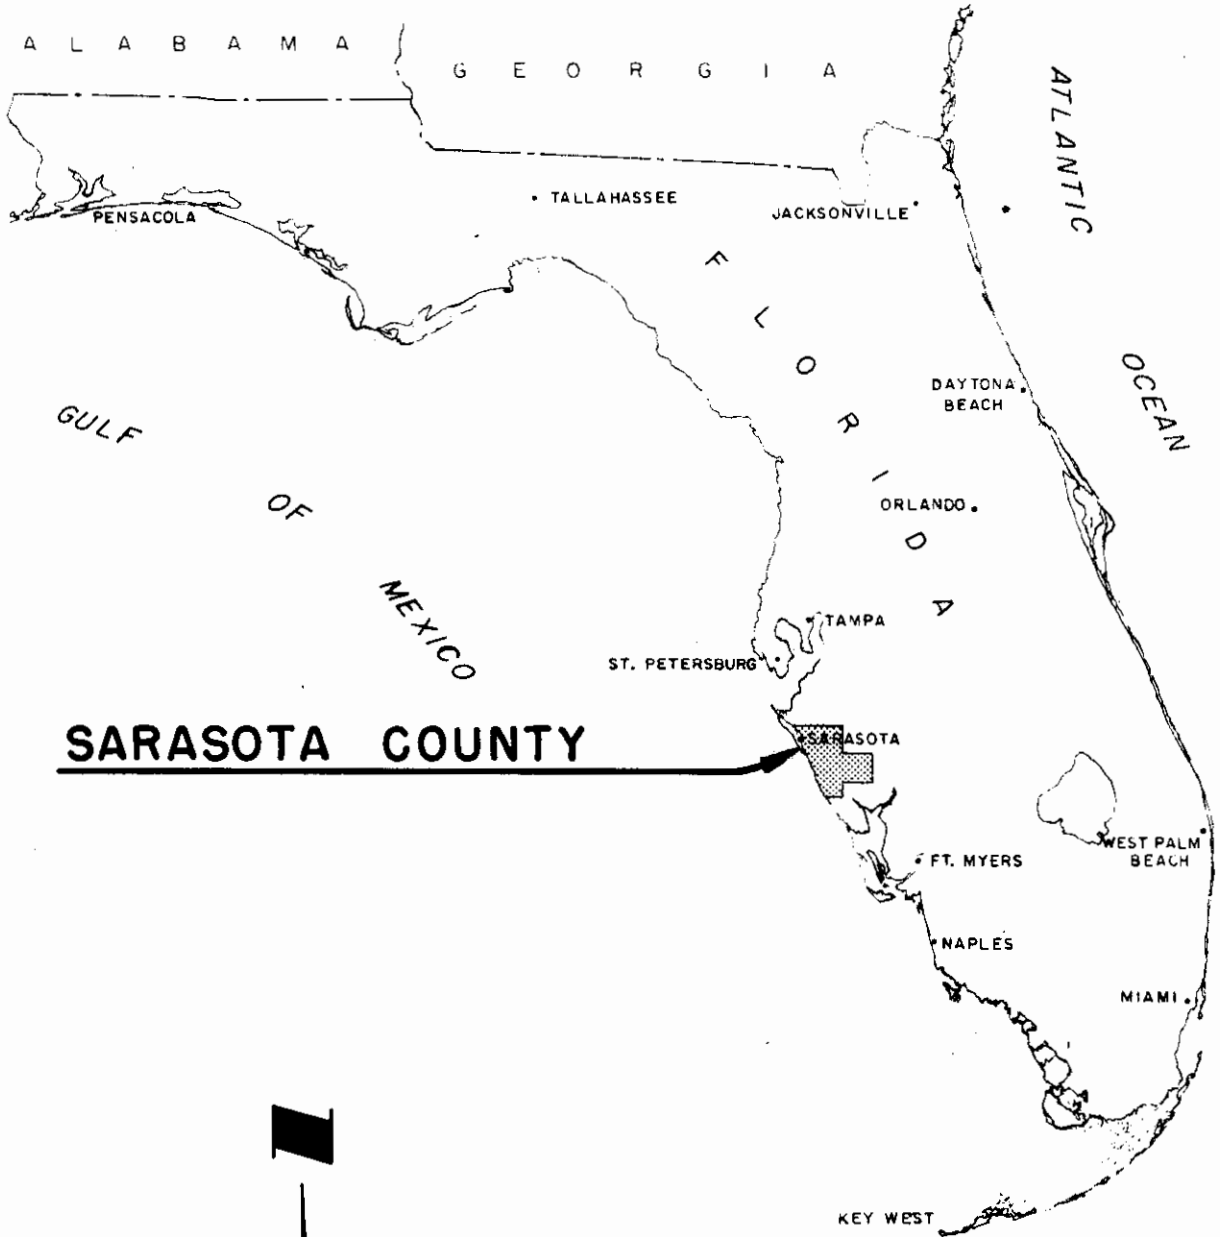 ALABAMA
GEORGIA
ATLANTIC
OCEAN
TALLAHASSEE
JACKSONVILLE
PENSACOLA
FLORIDA
DAYTONA
BEACH
GULF
OF
MEXICO
ORLANDO
TAMPA
ST. PETERSBURG
SARASOTA COUNTY
SARASOTA
WEST PALM
BEACH
FT. MYERS
NAPLES
MIAMI
KEY WEST